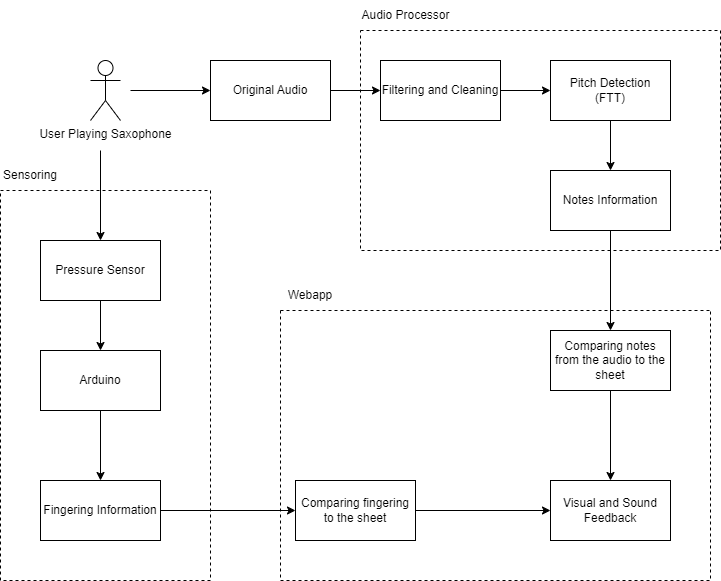 Audio Processor
User Playing Saxophone
Original Audio
Filtering and Cleaning
Pitch Detection
(FTT)
Notes Information
Sensoring
Pressure Sensor
Arduino
Fingering Information
Webapp
Comparing notes
from the audio to the
sheet
Comparing fingering
to the sheet
Visual and Sound
Feedback